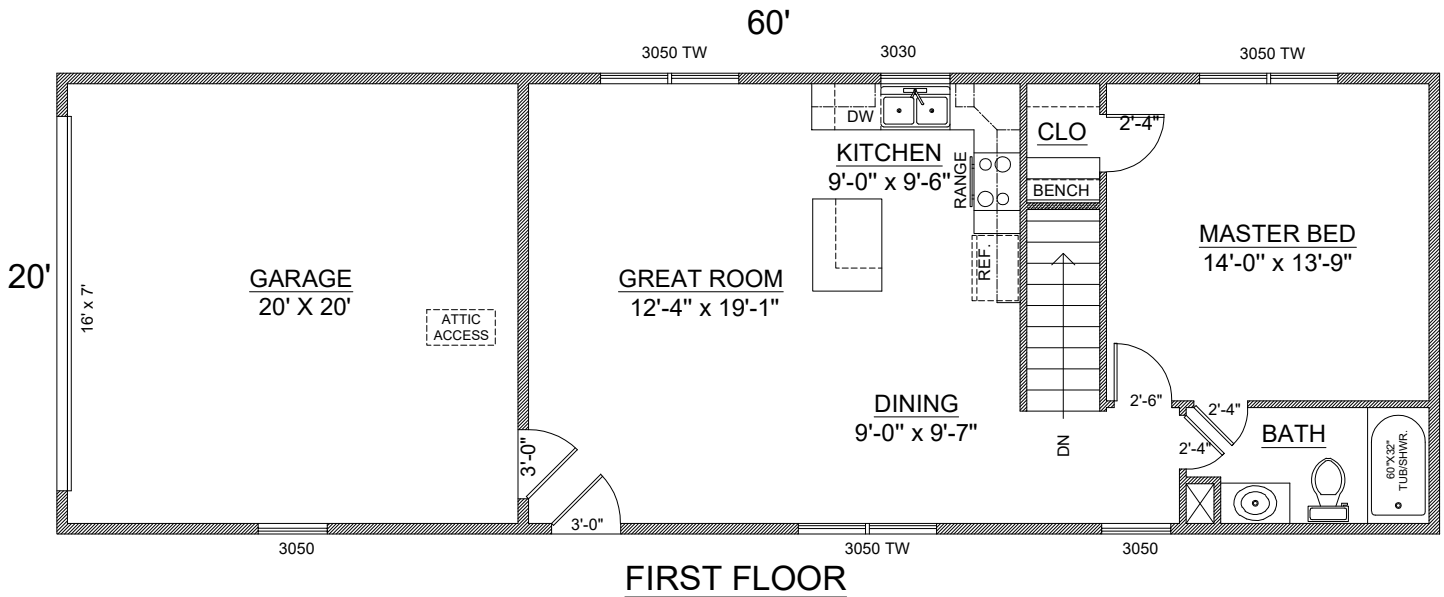 60'
3050 TW
3030
3050 TW
DW
KITCHEN
9'-0" x 9'-6"
RANGE
REF.
CLO
2'-4"
BENCH
MASTER BED
14'-0" x 13'-9"
20'
16' x 7'
GARAGE
20' X 20'
ATTIC
ACCESS
GREAT ROOM
12'-4" x 19'-1"
DINING
9'-0" x 9'-7"
DN
2'-6"
2'-4"
2'-4"
BATH
60"X32"
TUB/SHWR.
3'-0"
3'-0"
3050
3050 TW
3050
FIRST FLOOR